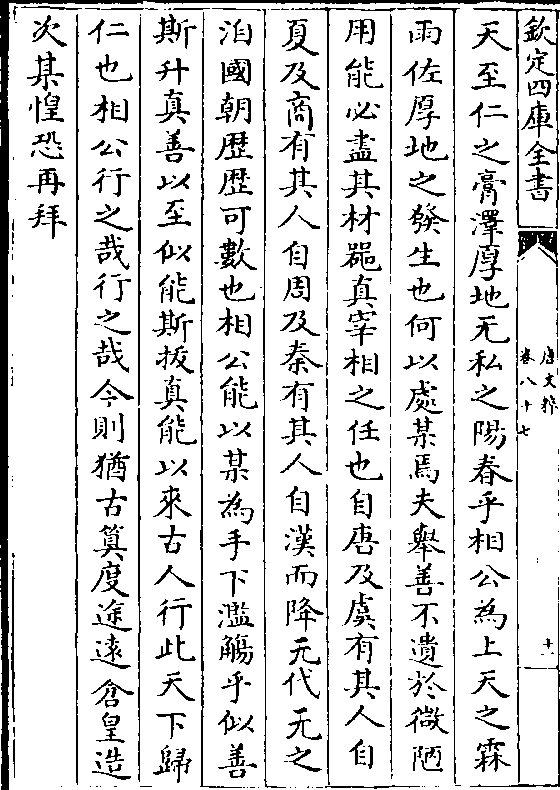 欽定四庫全書
唐文粹
卷八十七
十
天至仁之膏澤厚地无私之陽春乎相公為上天之霖
雨佐厚地之發生也何以處某焉夫舉善不遺於微陋
用能必盡其材器真宰相之任也自唐及虞有其人自
夏及商有其人自周及秦有其人自漢而降无代无之
洎國朝歴歴可數也相公能以某為手下濫觴乎似善
斯升真善以至似能斯拔真能以來古人行此天下歸
仁也相公行之哉行之哉今則猶古筭度途遠倉皇造
次某惶恐再拜